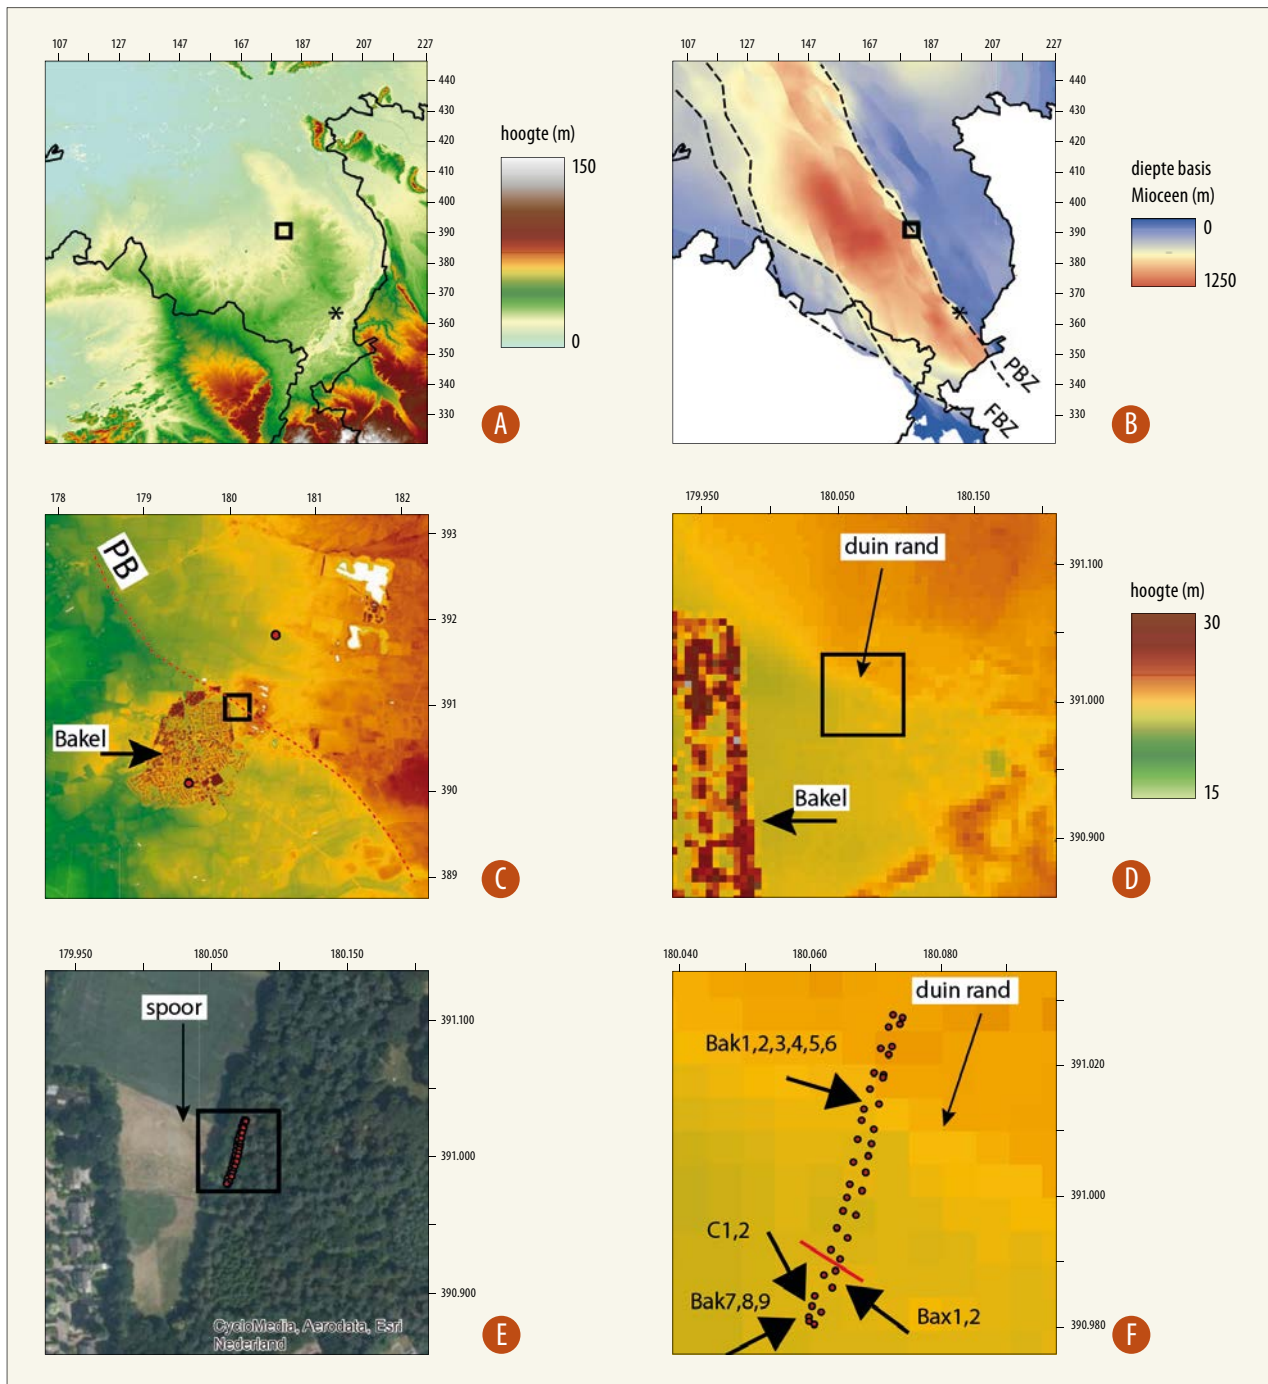 107 127 147 167 187 207 227
440
430
420
410
400
390
380
370
360
350
340
330
hoogte (m)
150
0
A
107 127 147 167 187 207 227
440
430
420
410
400
390
380
370
360
350
340
330
PBZ
FBZ
diepte basis
Mioceen (m)
0
1250
B
178 179 180 181 182
393
392
391
390
389
PB
Bakel
C
179.950 180.050 180.150
391.100
391.000
390.900
duin rand
Bakel
hoogte (m)
30
15
D
179.950 180.050 180.150
391.100
391.000
390.900
spoor
CycloMedia, Aerodata, Esri
Nederland
E
180.040 180.060 180.080
391.020
391.000
390.980
duin rand
Bak1,2,3,4,5,6
C1,2
Bak7,8,9
Bax1,2
F